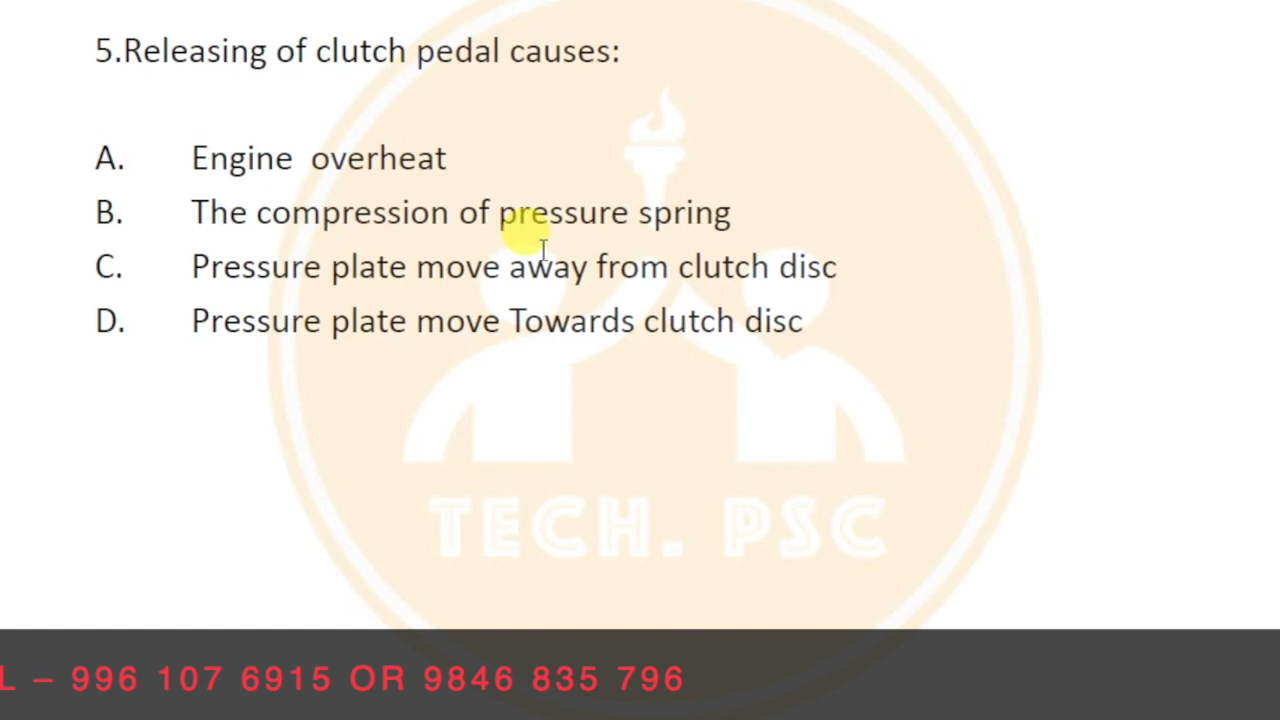 5.Releasing of clutch pedal causes:
A. Engine overheat
B. The compression of pressure spring
C. Pressure plate move away from clutch disc
D. Pressure plate move Towards clutch disc
TECH. PSC
L – 996 107 6915 OR 9846 835 796